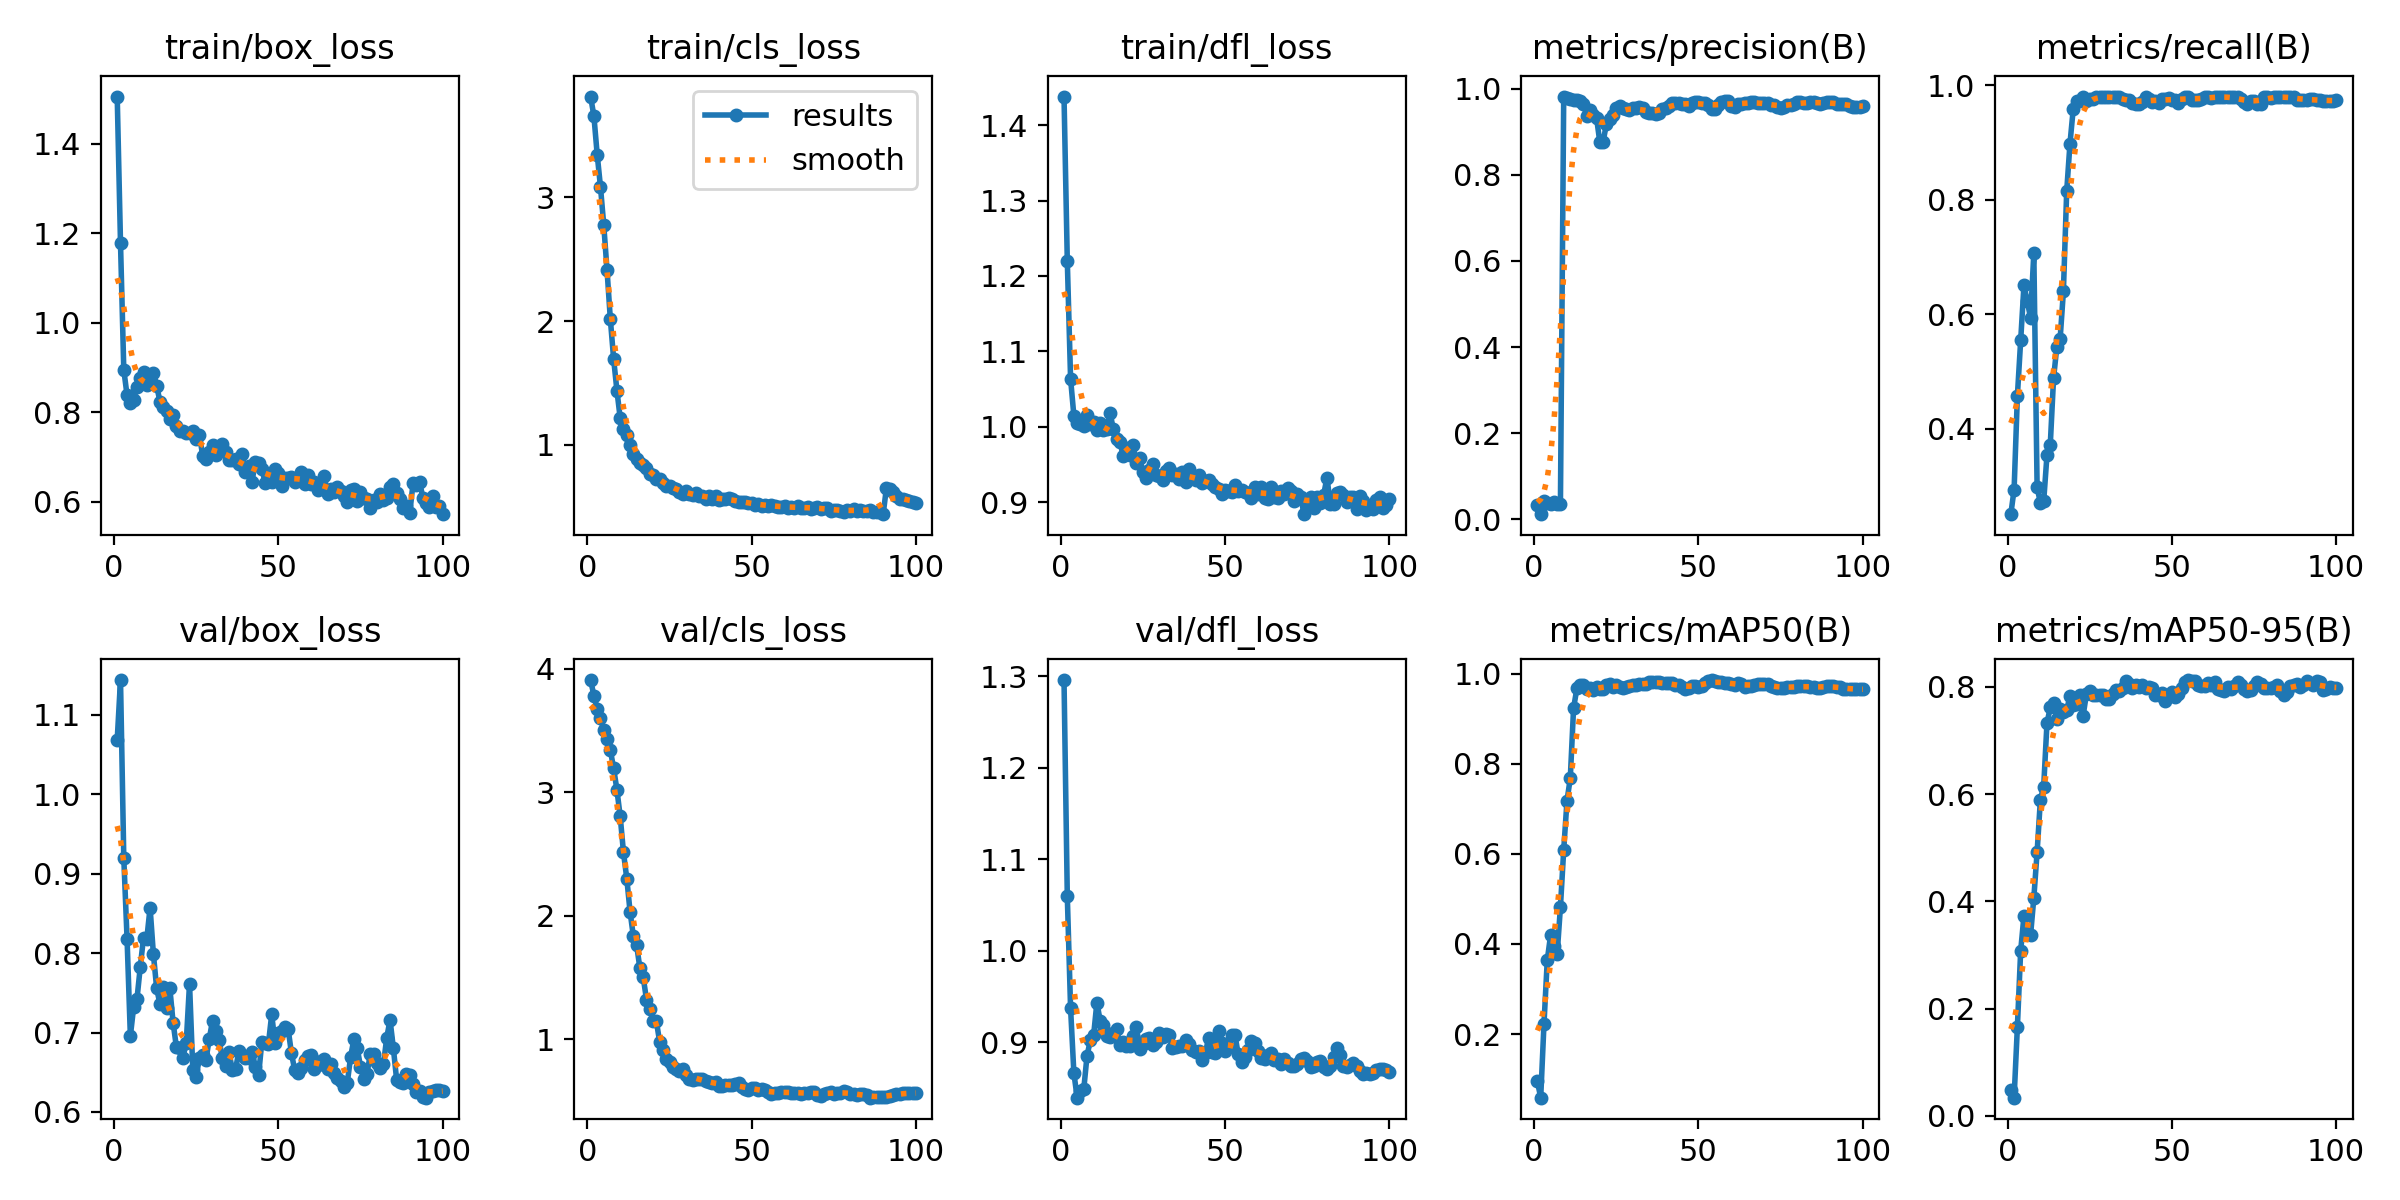 train/box_loss
1.4
1.2
1.0
0.8
0.6
0 50 100
train/cls_loss
results
smooth
3
2
1
0 50 100
train/dfl_loss
1.4
1.3
1.2
1.1
1.0
0.9
0 50 100
metrics/precision(B)
1.0
0.8
0.6
0.4
0.2
0.0
0 50 100
metrics/recall(B)
1.0
0.8
0.6
0.4
0 50 100
val/box_loss
1.1
1.0
0.9
0.8
0.7
0.6
0 50 100
val/cls_loss
4
3
2
1
0 50 100
val/dfl_loss
1.3
1.2
1.1
1.0
0.9
0 50 100
metrics/mAP50(B)
1.0
0.8
0.6
0.4
0.2
0 50 100
metrics/mAP50-95(B)
0.8
0.6
0.4
0.2
0.0
0 50 100